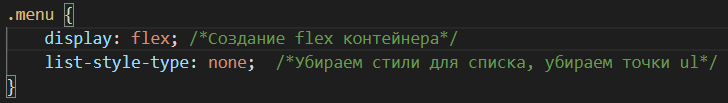 .menu {
    display: flex; /*Создание flex контейнера*/
    list-style-type: none;  /*Убираем стили для списка, убираем точки ul*/
}